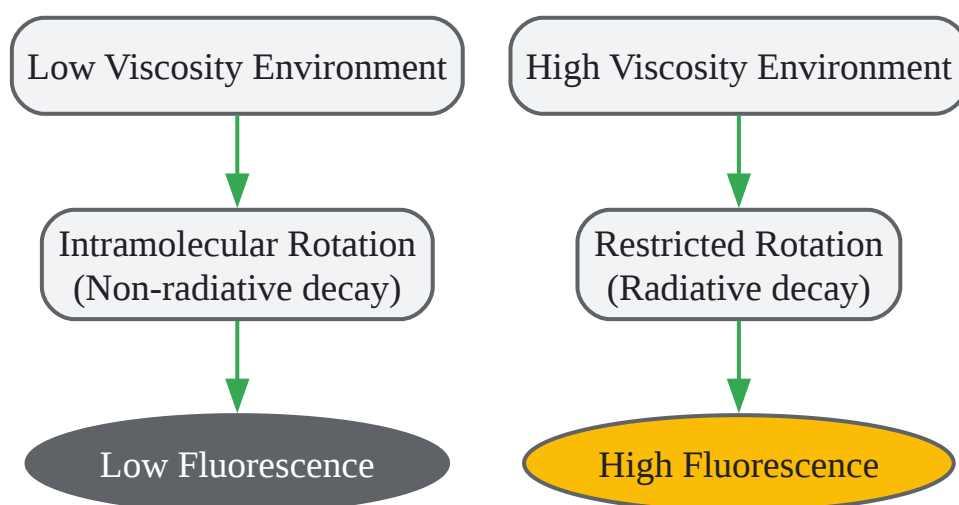 Low Viscosity Environment
Intramolecular Rotation
(Non-radiative decay)
Low Fluorescence
High Viscosity Environment
Restricted Rotation
(Radiative decay)
High Fluorescence